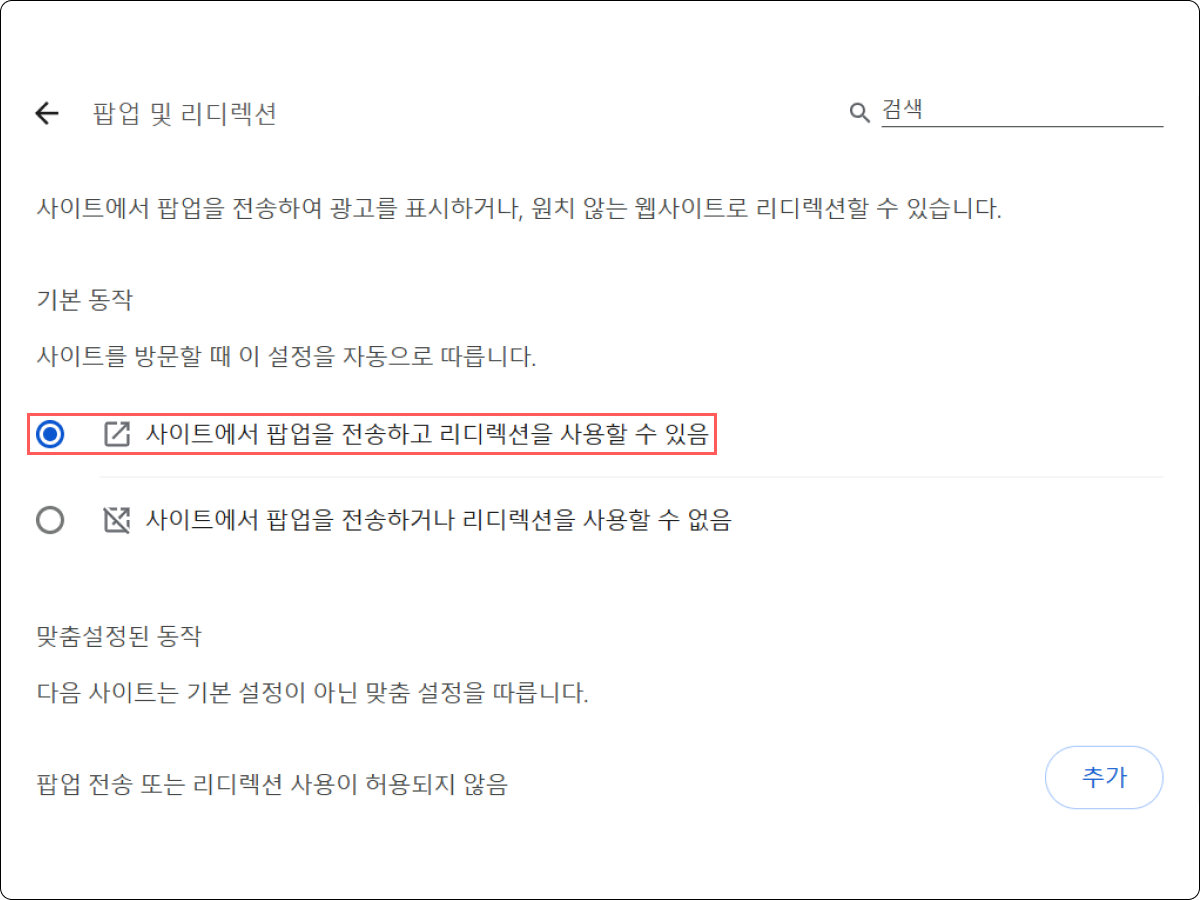 팝업 및 리디렉션
검색
사이트에서 팝업을 전송하여 광고를 표시하거나, 원치 않는 웹사이트로 리디렉션할 수 있습니다.
기본 동작
사이트를 방문할 때 이 설정을 자동으로 따릅니다.
사이트에서 팝업을 전송하고 리디렉션을 사용할 수 있음
사이트에서 팝업을 전송하거나 리디렉션을 사용할 수 없음
맞춤설정된 동작
다음 사이트는 기본 설정이 아닌 맞춤 설정을 따릅니다.
팝업 전송 또는 리디렉션 사용이 허용되지 않음
추가